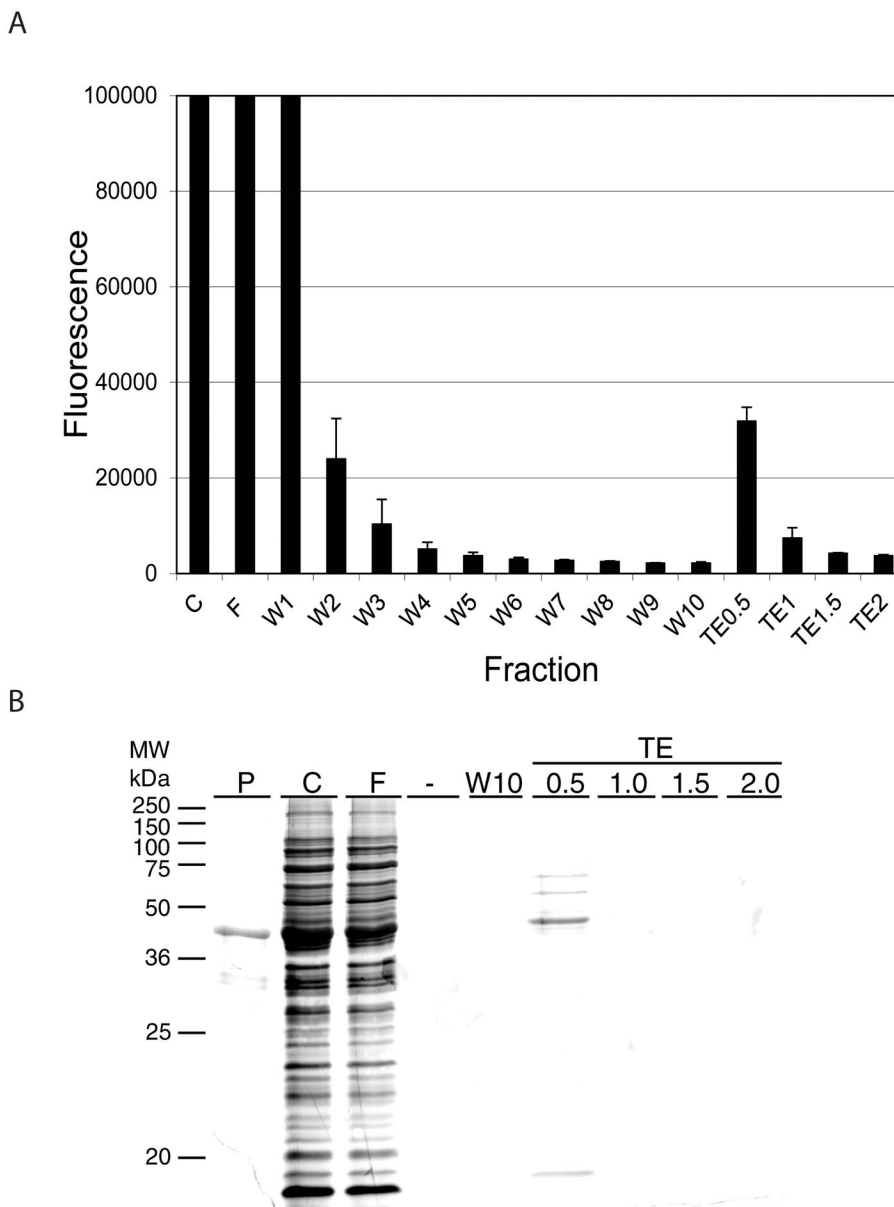 A
100000
80000
60000
40000
20000
0
Fluorescence
C F W1 W2 W3 W4 W5 W6 W7 W8 W9 W10 TE0.5 TE1 TE1.5 TE2
Fraction
B
MW
kDa
TE
P C F - W10 0.5 1.0 1.5 2.0
250
150
100
75
50
36
25
20